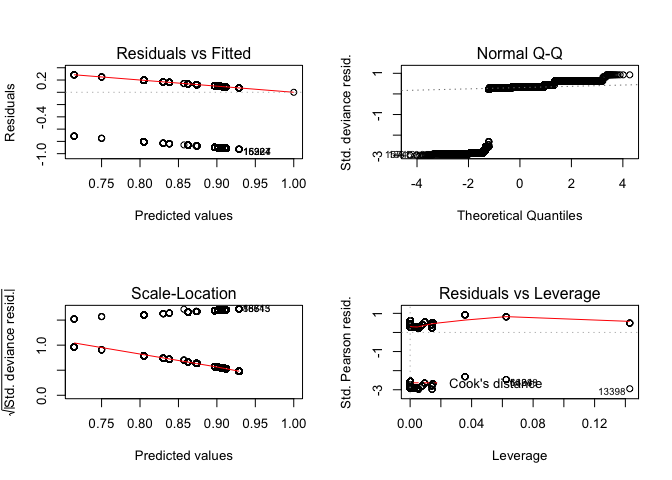 Residuals vs Fitted
Residuals
0.2
-0.4
-1.0
0.75 0.80 0.85 0.90 0.95 1.00
Predicted values
Normal Q-Q
Std. deviance resid.
1
-1
-3
-4 -2 0 2 4
Theoretical Quantiles
Scale-Location
√|Std. deviance resid.|
1.0
0.0
0.75 0.80 0.85 0.90 0.95 1.00
Predicted values
Residuals vs Leverage
Std. Pearson resid.
1
-1
-3
Cook's distance
13398
0.00 0.04 0.08 0.12
Leverage